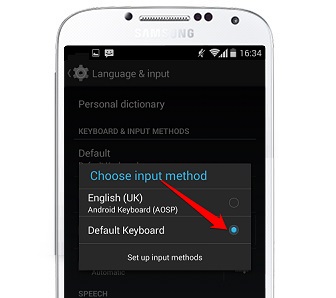 SAMSUNG
16:34
Language & input
Personal dictionary
KEYBOARD & INPUT METHODS
Default
Choose input method
English (UK)
Android Keyboard (AOSP)
Default Keyboard
Set up input methods
Automatic
SPEECH